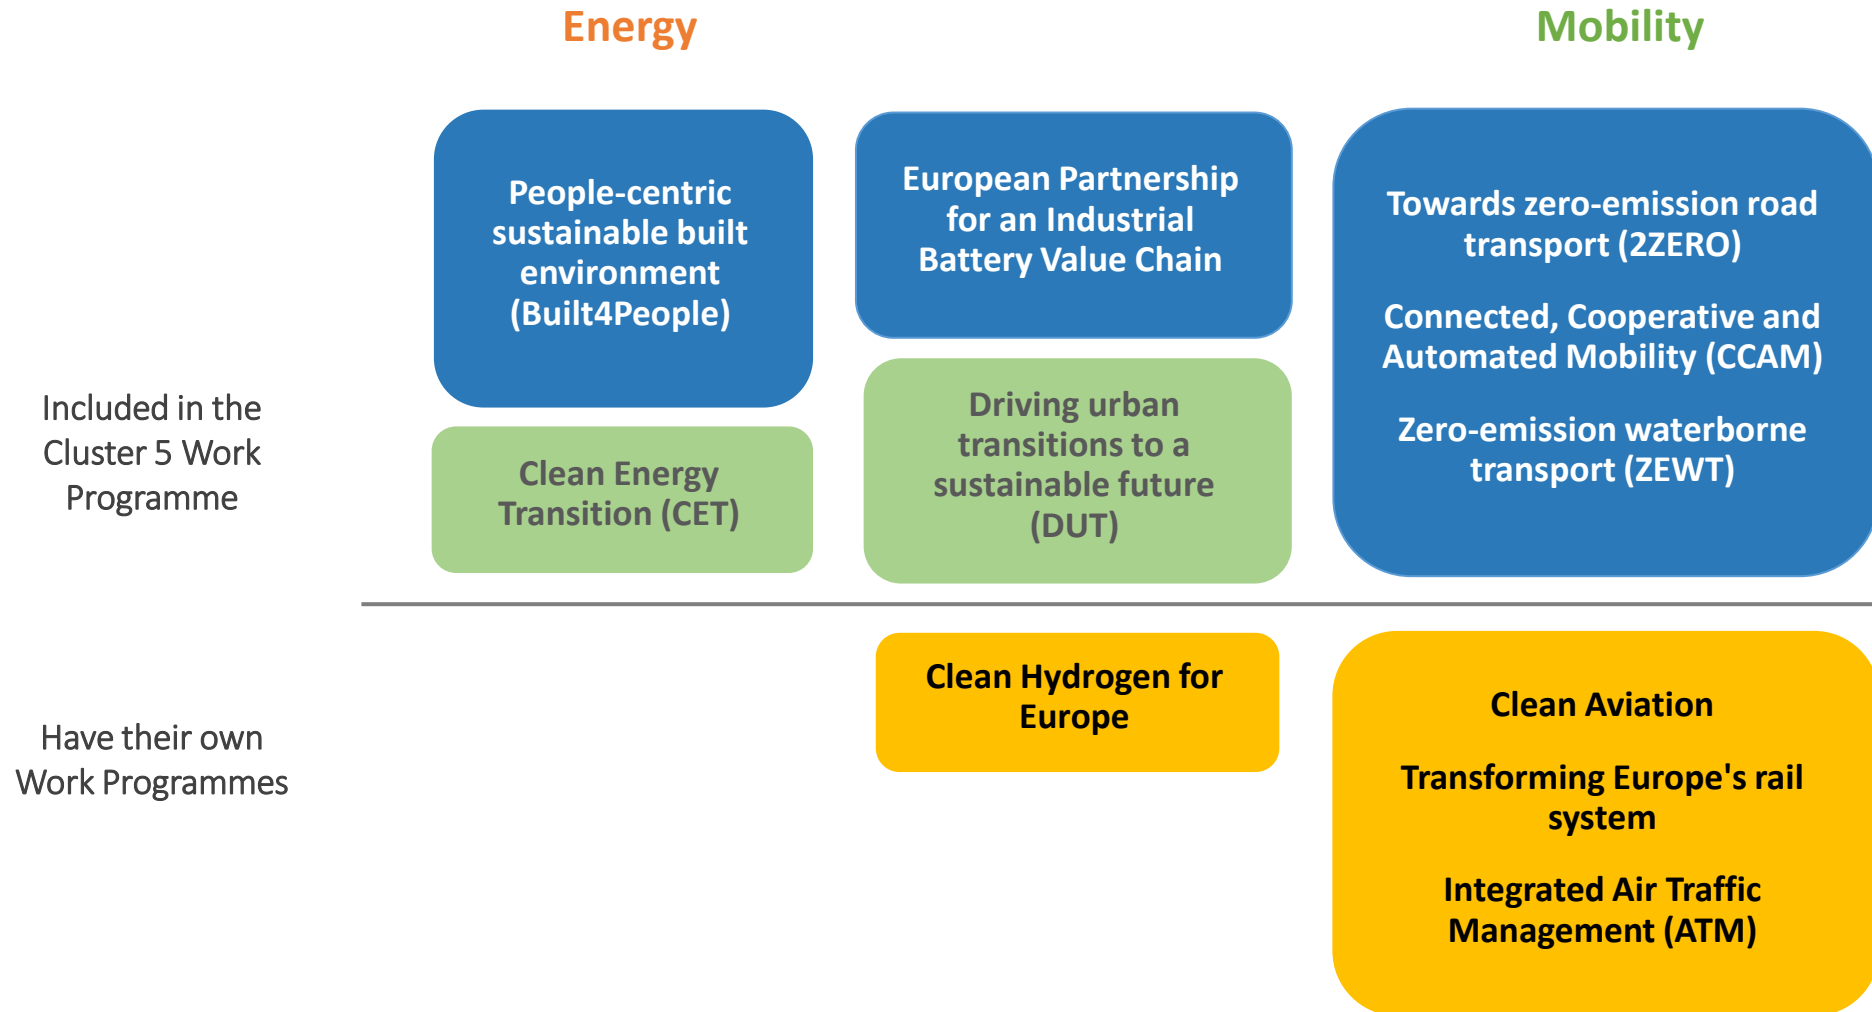 Energy
Mobility
People-centric
sustainable built
environment
(Built4People)
European Partnership
for an Industrial
Battery Value Chain
Towards zero-emission road
transport (2ZERO)
Connected, Cooperative and
Automated Mobility (CCAM)
Zero-emission waterborne
transport (ZEWT)
Included in the
Cluster 5 Work
Programme
Clean Energy
Transition (CET)
Driving urban
transitions to a
sustainable future
(DUT)
Have their own
Work Programmes
Clean Hydrogen for
Europe
Clean Aviation
Transforming Europe's rail
system
Integrated Air Traffic
Management (ATM)